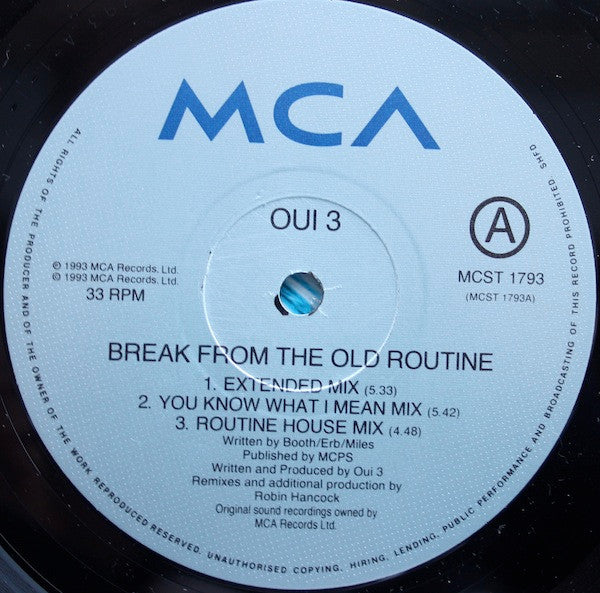 MCA
OUI 3
A
℗ 1993 MCA Records. Ltd.
© 1993 MCA Records. Ltd.
33 RPM
MCST 1793
(MCST 1793A)
BREAK FROM THE OLD ROUTINE
1. EXTENDED MIX (5.33)
2. YOU KNOW WHAT I MEAN MIX (5.42)
3. ROUTINE HOUSE MIX (4.48)
Written by Booth/Erb/Miles
Published by MCPS
Written and Produced by Oui 3
Remixes and additional production by
Robin Hancock
Original sound recordings owned by
MCA Records Ltd.
ALL RIGHTS OF THE PRODUCER AND OF THE OWNER OF THE WORK REPRODUCED RESERVED. UNAUTHORISED COPYING, HIRING, LENDING, PUBLIC PERFORMANCE AND BROADCASTING OF THIS RECORD PROHIBITED SHFD